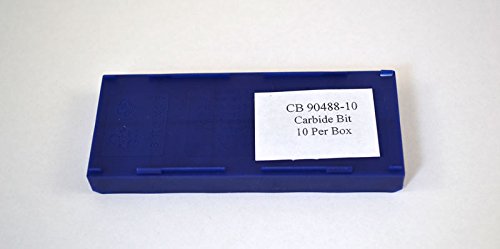 CB 90488-10
Carbide Bit
10 Per Box